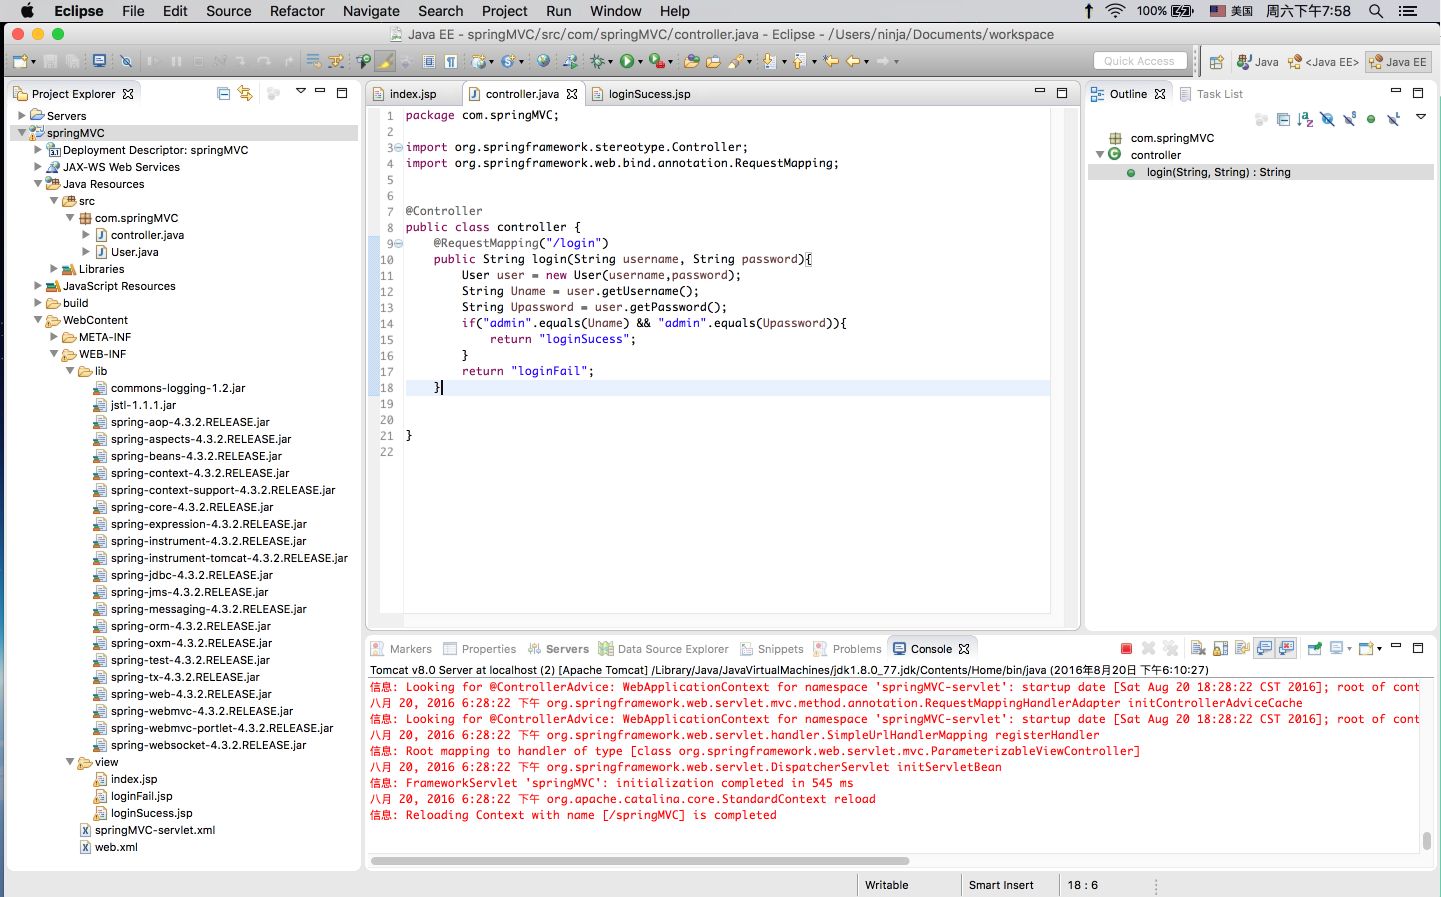 Eclipse File Edit Source Refactor Navigate Search Project Run Window Help 100% 美国 周六下午7:58
Java EE - springMVC/src/com/springMVC/controller.java - Eclipse - /Users/ninja/Documents/workspace
Quick Access Java <Java EE> Java EE
Project Explorer
Servers
springMVC
Deployment Descriptor: springMVC
JAX-WS Web Services
Java Resources
src
com.springMVC
controller.java
User.java
Libraries
JavaScript Resources
build
WebContent
META-INF
WEB-INF
lib
commons-logging-1.2.jar
jstl-1.1.1.jar
spring-aop-4.3.2.RELEASE.jar
spring-aspects-4.3.2.RELEASE.jar
spring-beans-4.3.2.RELEASE.jar
spring-context-4.3.2.RELEASE.jar
spring-context-support-4.3.2.RELEASE.jar
spring-core-4.3.2.RELEASE.jar
spring-expression-4.3.2.RELEASE.jar
spring-instrument-4.3.2.RELEASE.jar
spring-instrument-tomcat-4.3.2.RELEASE.jar
spring-jdbc-4.3.2.RELEASE.jar
spring-jms-4.3.2.RELEASE.jar
spring-messaging-4.3.2.RELEASE.jar
spring-orm-4.3.2.RELEASE.jar
spring-oxm-4.3.2.RELEASE.jar
spring-test-4.3.2.RELEASE.jar
spring-tx-4.3.2.RELEASE.jar
spring-web-4.3.2.RELEASE.jar
spring-webmvc-4.3.2.RELEASE.jar
spring-webmvc-portlet-4.3.2.RELEASE.jar
spring-websocket-4.3.2.RELEASE.jar
view
index.jsp
loginFail.jsp
loginSucess.jsp
springMVC-servlet.xml
web.xml
index.jsp controller.java loginSucess.jsp
1 package com.springMVC;
2
3 import org.springframework.stereotype.Controller;
4 import org.springframework.web.bind.annotation.RequestMapping;
5
6
7 @Controller
8 public class controller {
9 @RequestMapping("/login")
10 public String login(String username, String password){
11 User user = new User(username,password);
12 String Uname = user.getUsername();
13 String Upassword = user.getPassword();
14 if("admin".equals(Uname) && "admin".equals(Upassword)){
15 return "loginSucess";
16 }
17 return "loginFail";
18 }
19
20
21 }
22
Outline Task List
com.springMVC
controller
login(String, String) : String
Markers Properties Servers Data Source Explorer Snippets Problems Console
Tomcat v8.0 Server at localhost (2) [Apache Tomcat] /Library/Java/JavaVirtualMachines/jdk1.8.0_77.jdk/Contents/Home/bin/java (2016年8月20日 下午6:10:27)
信息: Looking for @ControllerAdvice: WebApplicationContext for namespace 'springMVC-servlet': startup date [Sat Aug 20 18:28:22 CST 2016]; root of cont
八月 20, 2016 6:28:22 下午 org.springframework.web.servlet.mvc.method.annotation.RequestMappingHandlerAdapter initControllerAdviceCache
信息: Looking for @ControllerAdvice: WebApplicationContext for namespace 'springMVC-servlet': startup date [Sat Aug 20 18:28:22 CST 2016]; root of cont
八月 20, 2016 6:28:22 下午 org.springframework.web.servlet.handler.SimpleUrlHandlerMapping registerHandler
信息: Root mapping to handler of type [class org.springframework.web.servlet.mvc.ParameterizableViewController]
八月 20, 2016 6:28:22 下午 org.springframework.web.servlet.DispatcherServlet initServletBean
信息: FrameworkServlet 'springMVC': initialization completed in 545 ms
八月 20, 2016 6:28:22 下午 org.apache.catalina.core.StandardContext reload
信息: Reloading Context with name [/springMVC] is completed
Writable Smart Insert 18 : 6